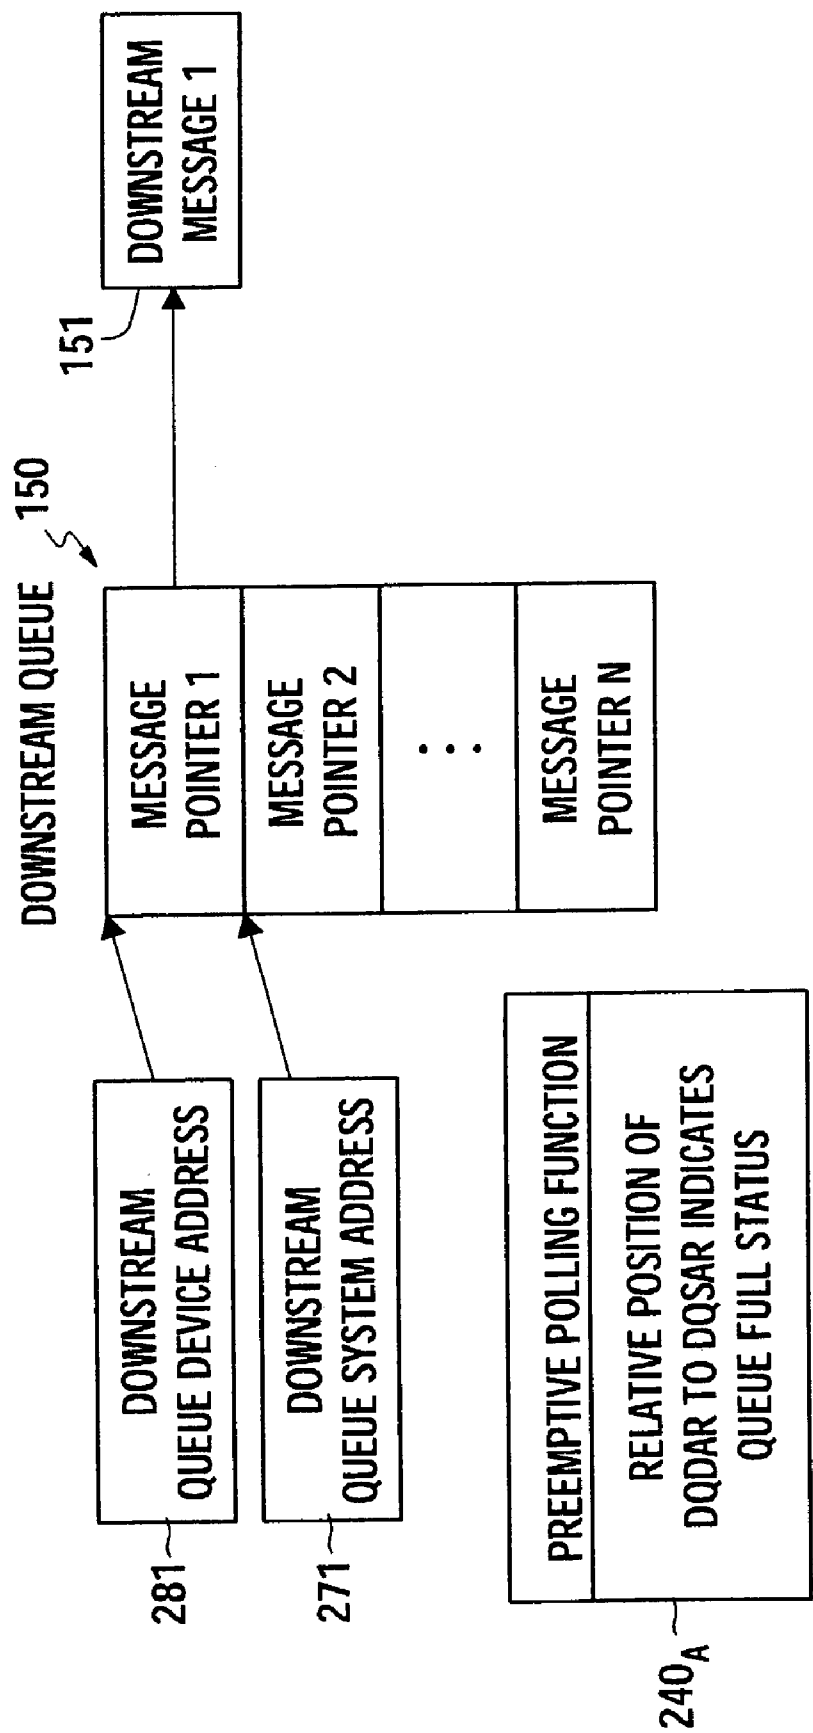 DOWNSTREAM QUEUE
150
281
DOWNSTREAM
QUEUE DEVICE ADDRESS
271
DOWNSTREAM
QUEUE SYSTEM ADDRESS
MESSAGE
POINTER 1
MESSAGE
POINTER 2
...
MESSAGE
POINTER N
151
DOWNSTREAM
MESSAGE 1
240A
PREEMPTIVE POLLING FUNCTION
RELATIVE POSITION OF
DQDAR TO DQSAR INDICATES
QUEUE FULL STATUS